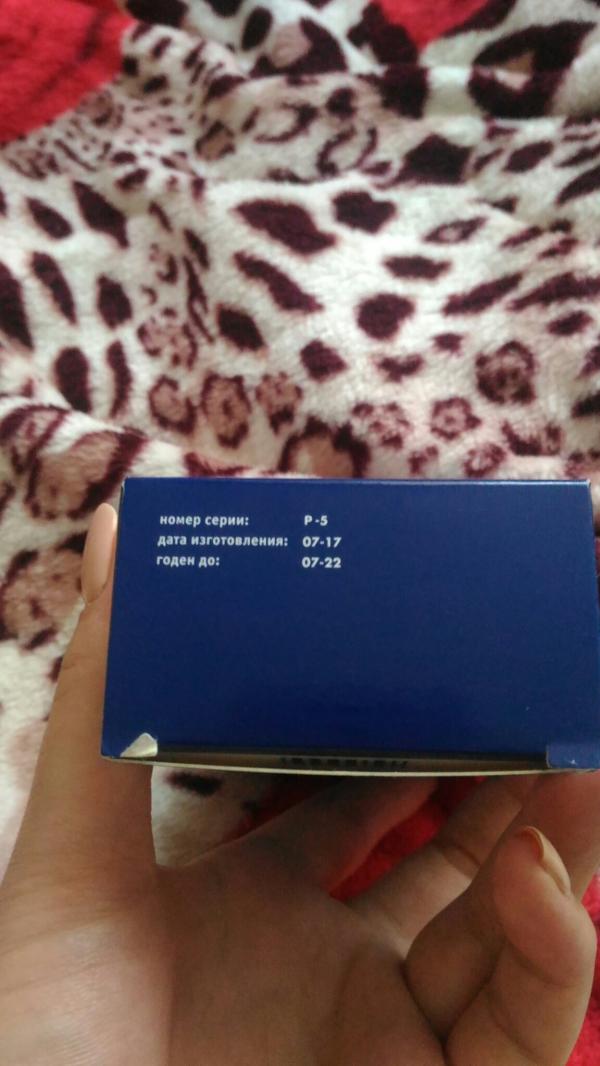 номер серии: P-5
дата изготовления: 07-17
годен до: 07-22